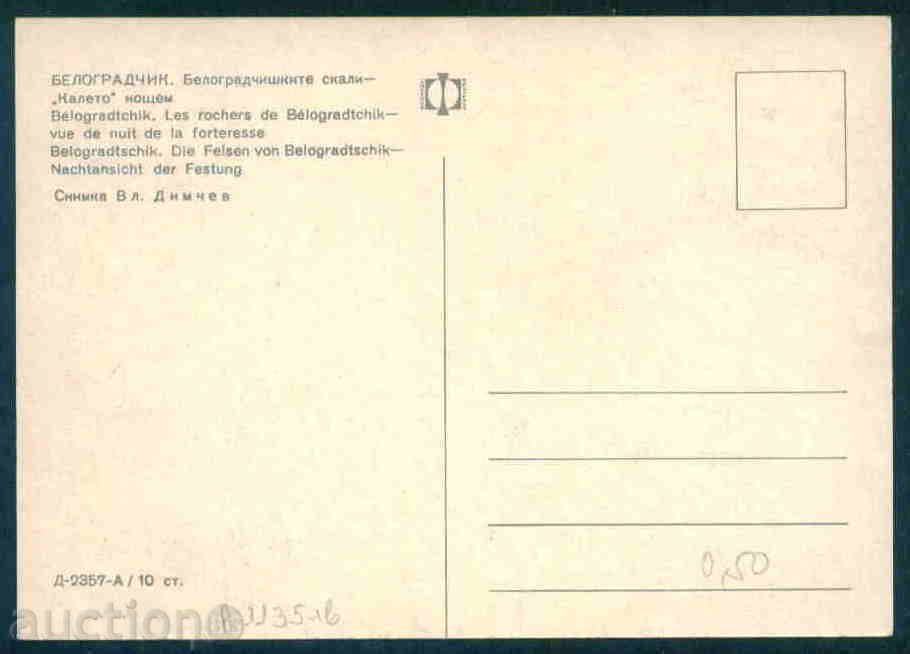 БЕЛОГРАДЧИК. Белоградчишките скали—
„Калето" нощем
Bélogradtchik. Les rochers de Bélogradtchik—
vue de nuit de la forteresse
Belogradtschik. Die Felsen von Belogradtschik—
Nachtansicht der Festung
Снимка Вл. Димчев
Д-2357-А / 10 ст.
0,50
auction